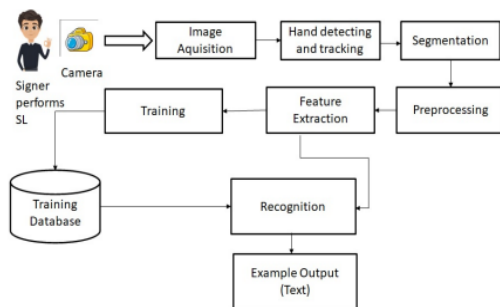 Signer
performs
SL
Camera
Image
Aquisition
Hand detecting
and tracking
Segmentation
Preprocessing
Feature
Extraction
Training
Training
Database
Recognition
Example Output
(Text)